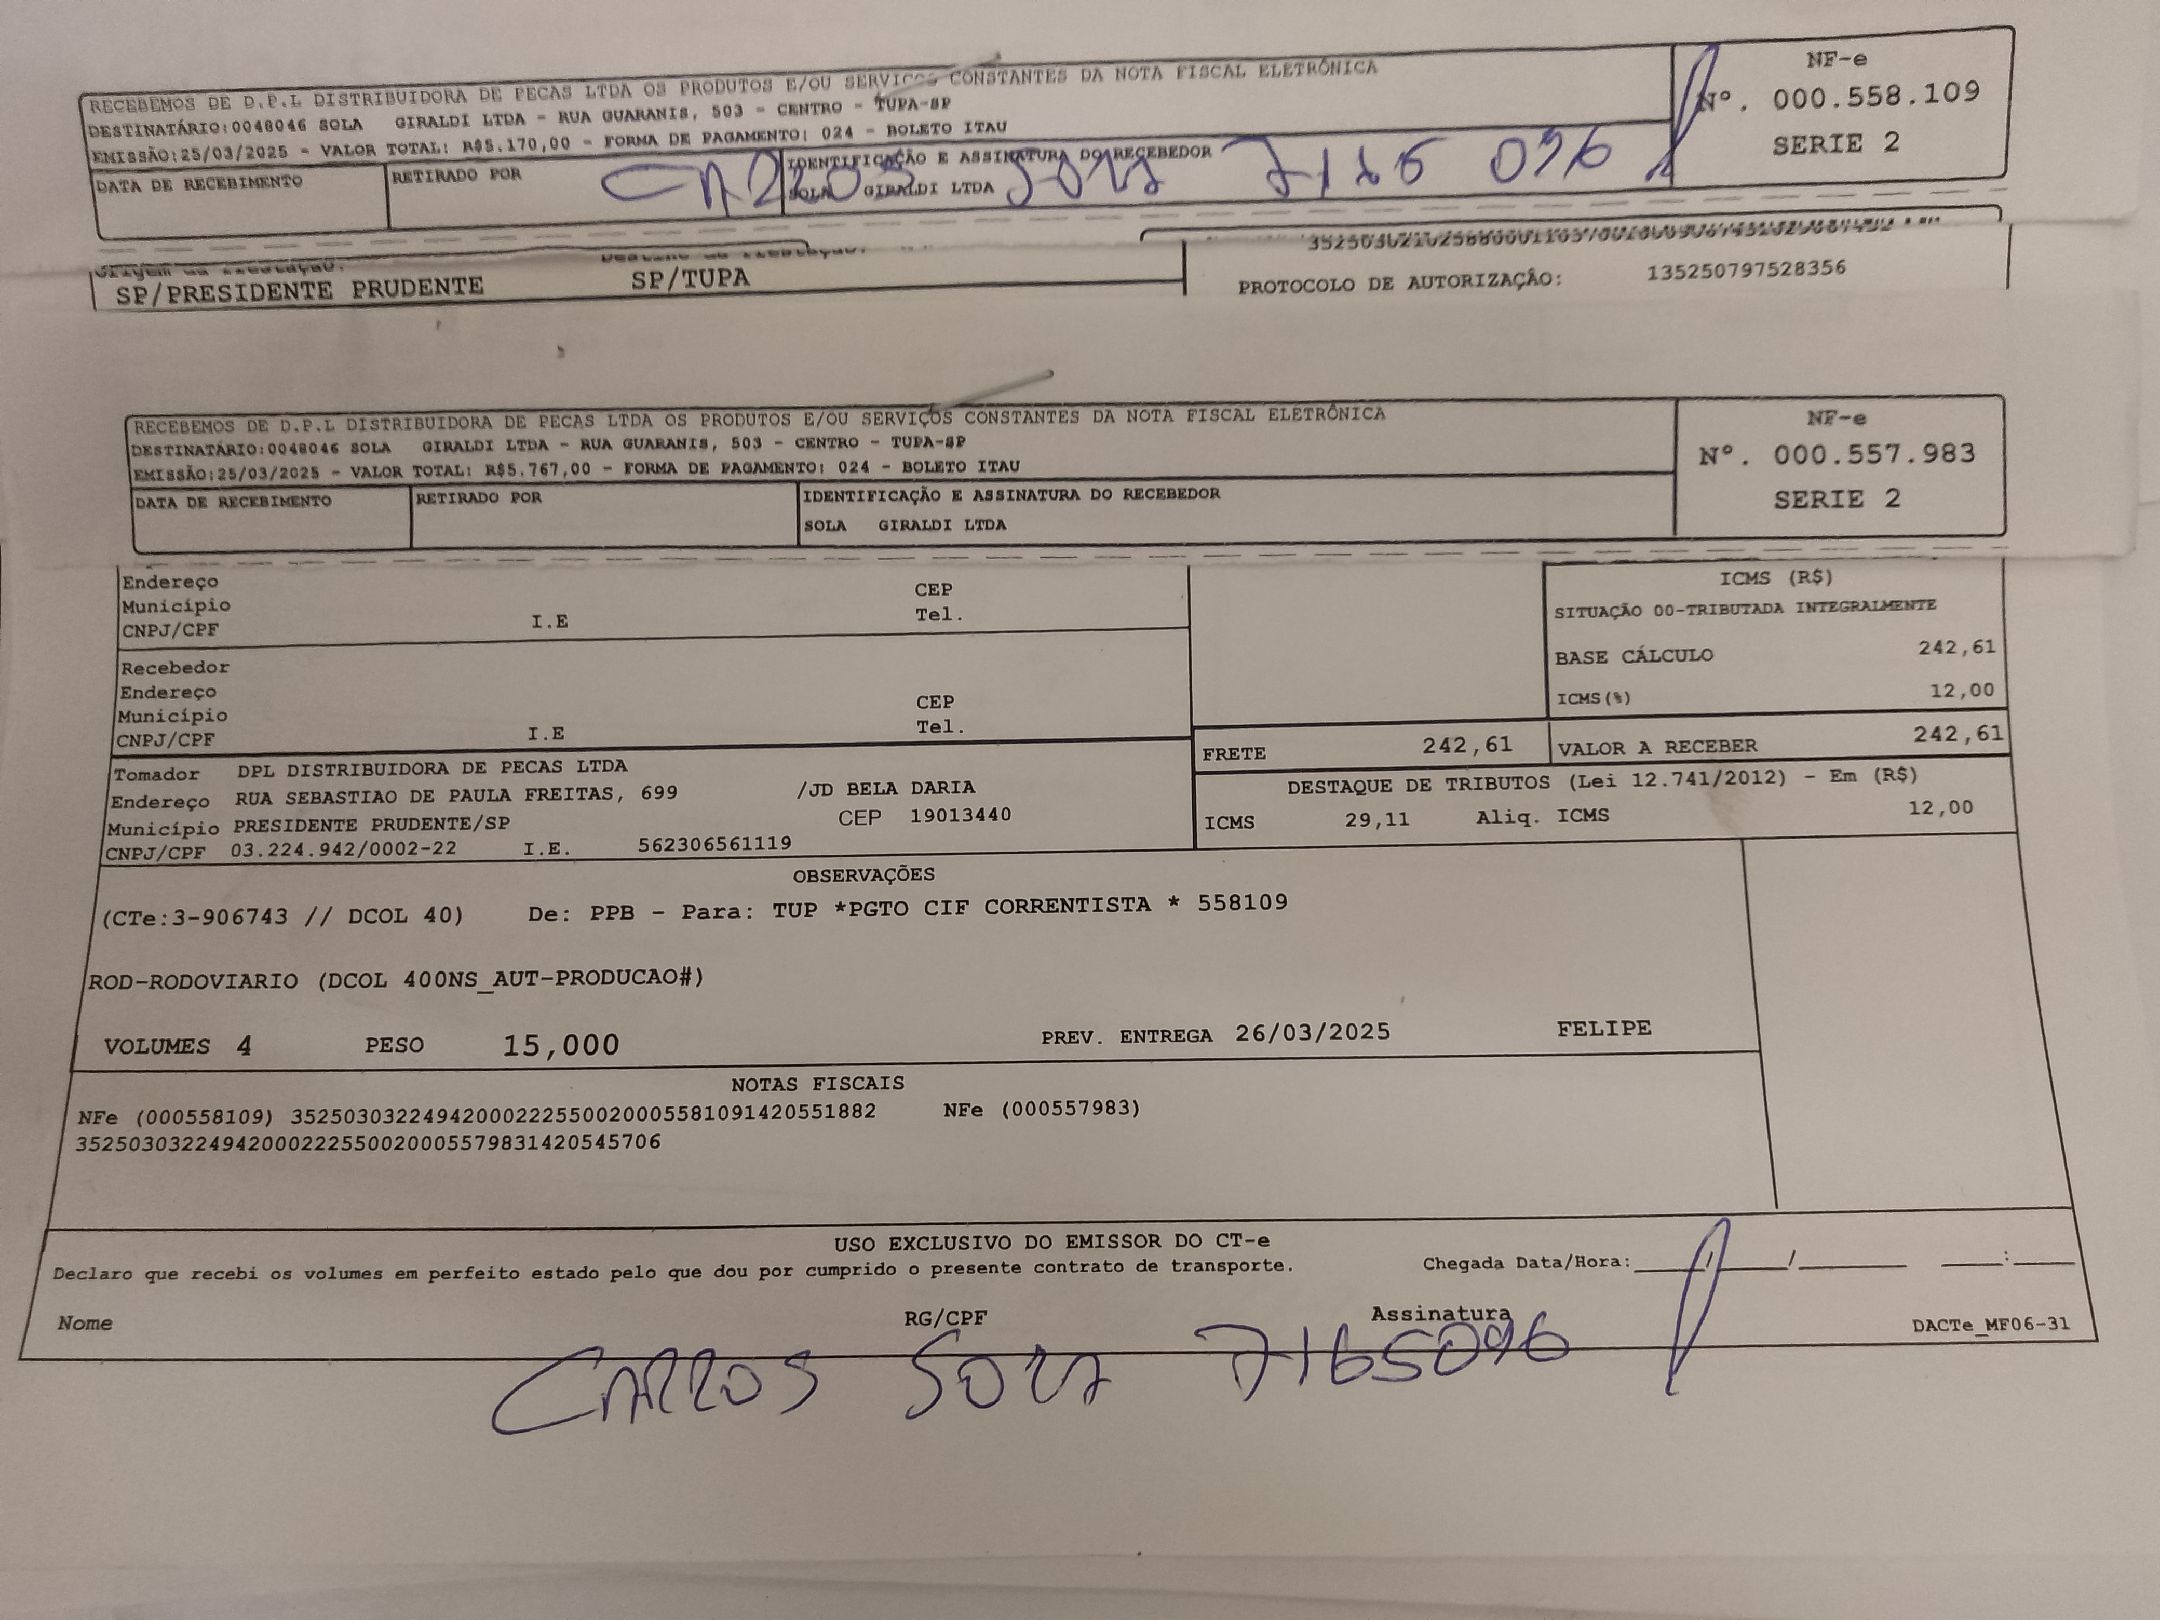 RECEBEMOS DE D.P.L DISTRIBUIDORA DE PECAS LTDA OS PRODUTOS E/OU SERVIÇOS CONSTANTES DA NOTA FISCAL ELETRÔNICA
DESTINATÁRIO:0048046 SOLA GIRALDI LTDA - RUA GUARANIS, 503 - CENTRO - TUPA-SP
EMISSÃO:25/03/2025 - VALOR TOTAL: R$5.170,00 - FORMA DE PAGAMENTO: 024 - BOLETO ITAU
NF-e
Nº. 000.558.109
SERIE 2
DATA DE RECEBIMENTO
RETIRADO POR
IDENTIFICAÇÃO E ASSINATURA DO RECEBEDOR
SOLA GIRALDI LTDA
CARLOS
Origem da Prestação:
Destino da Prestação:
SP/PRESIDENTE PRUDENTE SP/TUPA
PROTOCOLO DE AUTORIZAÇÃO: 135250797528356
RECEBEMOS DE D.P.L DISTRIBUIDORA DE PECAS LTDA OS PRODUTOS E/OU SERVIÇOS CONSTANTES DA NOTA FISCAL ELETRÔNICA
DESTINATÁRIO:0048046 SOLA GIRALDI LTDA - RUA GUARANIS, 503 - CENTRO - TUPA-SP
EMISSÃO:25/03/2025 - VALOR TOTAL: R$5.767,00 - FORMA DE PAGAMENTO: 024 - BOLETO ITAU
NF-e
Nº. 000.557.983
SERIE 2
DATA DE RECEBIMENTO
RETIRADO POR
IDENTIFICAÇÃO E ASSINATURA DO RECEBEDOR
SOLA GIRALDI LTDA
Endereço CEP
Município Tel.
CNPJ/CPF I.E
Recebedor
Endereço CEP
Município Tel.
CNPJ/CPF I.E
ICMS (R$)
SITUAÇÃO 00-TRIBUTADA INTEGRALMENTE
BASE CÁLCULO 242,61
ICMS(%) 12,00
FRETE 242,61 VALOR A RECEBER 242,61
Tomador DPL DISTRIBUIDORA DE PECAS LTDA
Endereço RUA SEBASTIAO DE PAULA FREITAS, 699 /JD BELA DARIA
Município PRESIDENTE PRUDENTE/SP CEP 19013440
CNPJ/CPF 03.224.942/0002-22 I.E. 562306561119
DESTAQUE DE TRIBUTOS (Lei 12.741/2012) - Em (R$)
ICMS 29,11 Aliq. ICMS 12,00
OBSERVAÇÕES
(CTe:3-906743 // DCOL 40) De: PPB - Para: TUP *PGTO CIF CORRENTISTA * 558109
ROD-RODOVIARIO (DCOL 400NS_AUT-PRODUCAO#)
VOLUMES 4 PESO 15,000 PREV. ENTREGA 26/03/2025 FELIPE
NOTAS FISCAIS
NFe (000558109) 35250303224942000222550020005581091420551882 NFe (000557983)
35250303224942000222550020005579831420545706
USO EXCLUSIVO DO EMISSOR DO CT-e
Declaro que recebi os volumes em perfeito estado pelo que dou por cumprido o presente contrato de transporte. Chegada Data/Hora:____/____/____ ___:___
Nome RG/CPF Assinatura DACTe_MF06-31
CARLOS 7165096